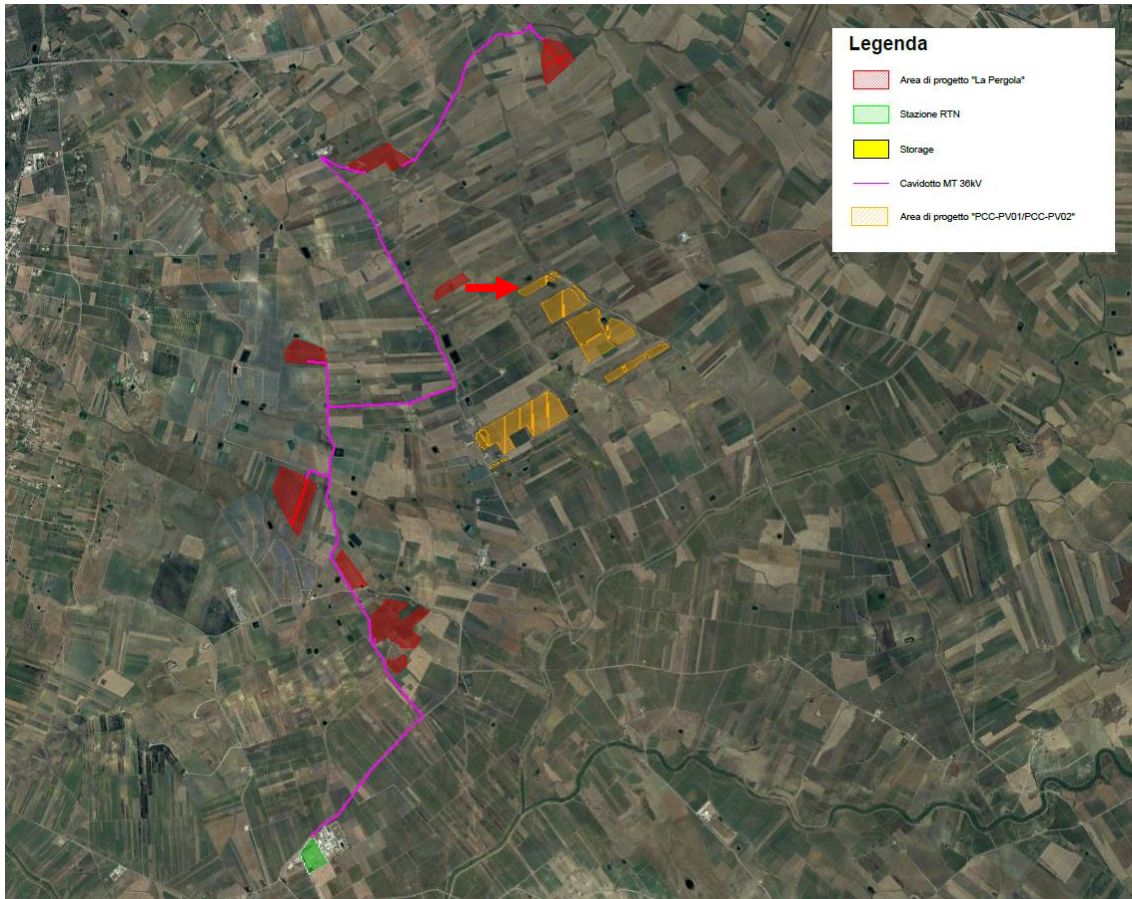 Legenda
Area di progetto "La Pergola"
Stazione RTN
Storage
Cavidotto MT 36kV
Area di progetto "PCC-PV01/PCC-PV02"